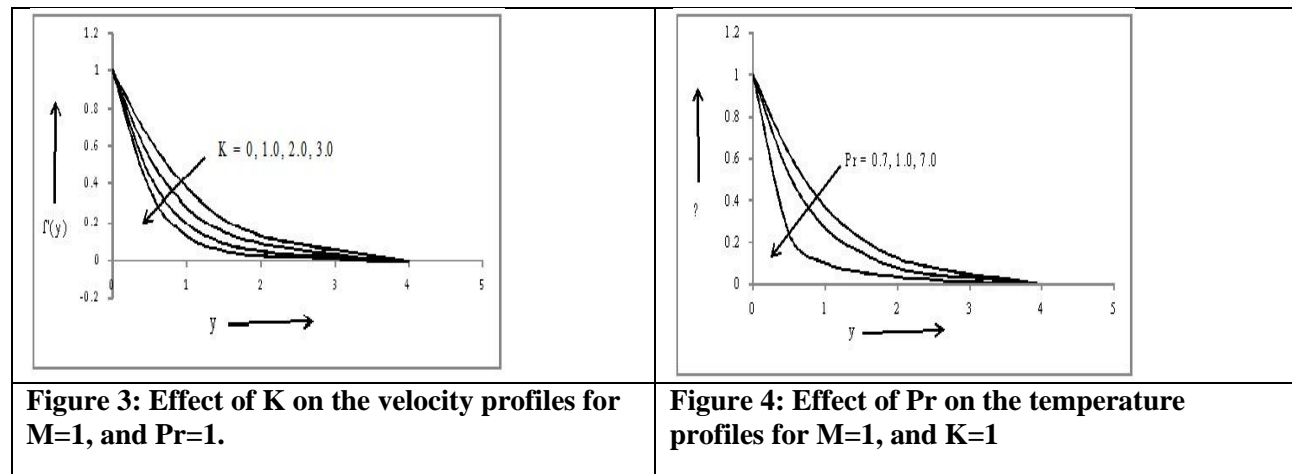 1.2
1
0.8
0.6
0.4
0.2
0
-0.2
f'(y)
K = 0, 1.0, 2.0, 3.0
0 1 2 3 4 5
y
1.2
1
0.8
0.6
0.4
0.2
0
?
Pr = 0.7, 1.0, 7.0
0 1 2 3 4 5
y
Figure 3: Effect of K on the velocity profiles for
M=1, and Pr=1.
Figure 4: Effect of Pr on the temperature
profiles for M=1, and K=1